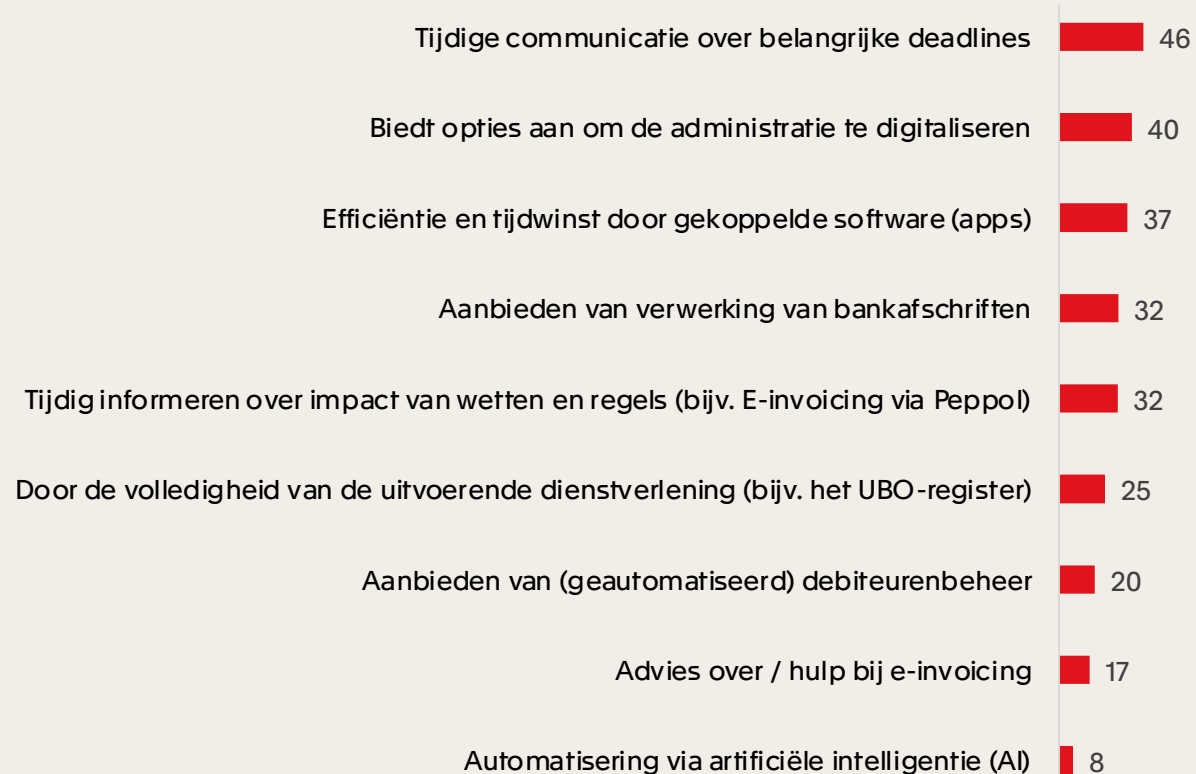 Tijdige communicatie over belangrijke deadlines 46
Biedt opties aan om de administratie te digitaliseren 40
Efficiëntie en tijdwinst door gekoppelde software (apps) 37
Aanbieden van verwerking van bankafschriften 32
Tijdig informeren over impact van wetten en regels (bijv. E-invoicing via Peppol) 32
Door de volledigheid van de uitvoerende dienstverlening (bijv. het UBO-register) 25
Aanbieden van (geautomatiseerd) debiteurenbeheer 20
Advies over / hulp bij e-invoicing 17
Automatisering via artificiële intelligentie (AI) 8